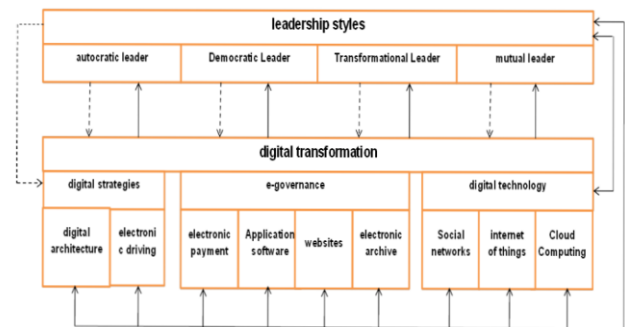 leadership styles
autocratic leader
Democratic Leader
Transformational Leader
mutual leader
digital transformation
digital strategies
e-governance
digital technology
digital
architecture
electroni
c driving
electronic
payment
Application
software
websites
electronic
archive
Social
networks
internet
of things
Cloud
Computing